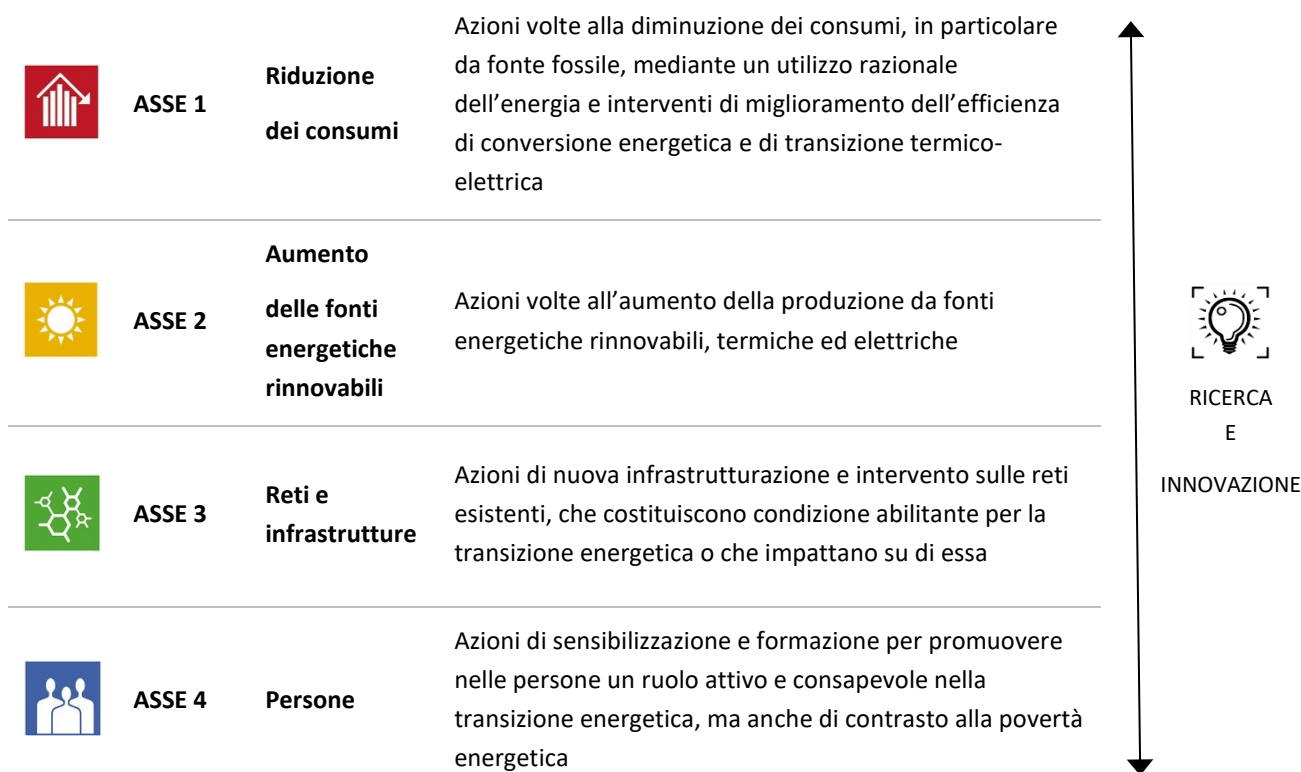 ASSE 1
Riduzione
dei consumi
Azioni volte alla diminuzione dei consumi, in particolare
da fonte fossile, mediante un utilizzo razionale
dell’energia e interventi di miglioramento dell’efficienza
di conversione energetica e di transizione termico-
elettrica
ASSE 2
Aumento
delle fonti
energetiche
rinnovabili
Azioni volte all’aumento della produzione da fonti
energetiche rinnovabili, termiche ed elettriche
ASSE 3
Reti e
infrastrutture
Azioni di nuova infrastrutturazione e intervento sulle reti
esistenti, che costituiscono condizione abilitante per la
transizione energetica o che impattano su di essa
ASSE 4
Persone
Azioni di sensibilizzazione e formazione per promuovere
nelle persone un ruolo attivo e consapevole nella
transizione energetica, ma anche di contrasto alla povertà
energetica
RICERCA
E
INNOVAZIONE